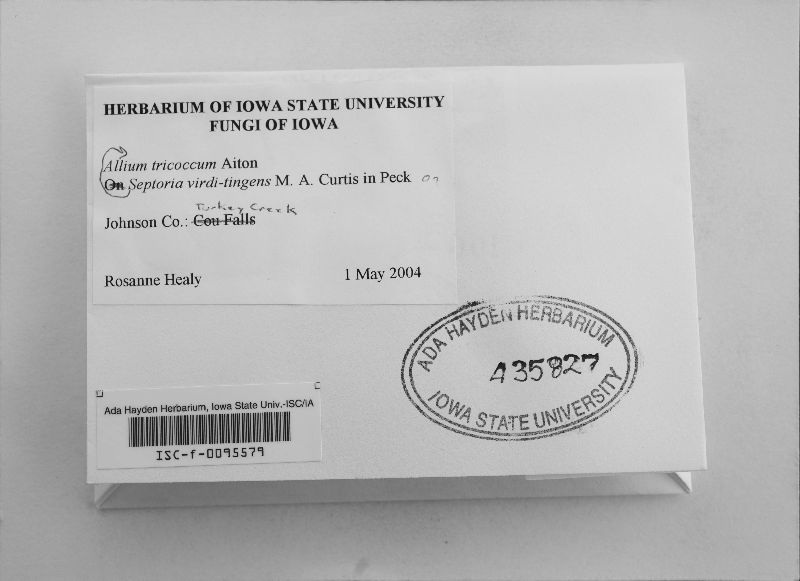 HERBARIUM OF IOWA STATE UNIVERSITY
FUNGI OF IOWA
Allium tricoccum Aiton
On Septoria virdi-tingens M. A. Curtis in Peck on
Turkey Creek
Johnson Co.: Cou Falls
Rosanne Healy 1 May 2004
ADA HAYDEN HERBARIUM
435827
IOWA STATE UNIVERSITY
Ada Hayden Herbarium, Iowa State Univ.-ISC/IA
ISC-f-0095579